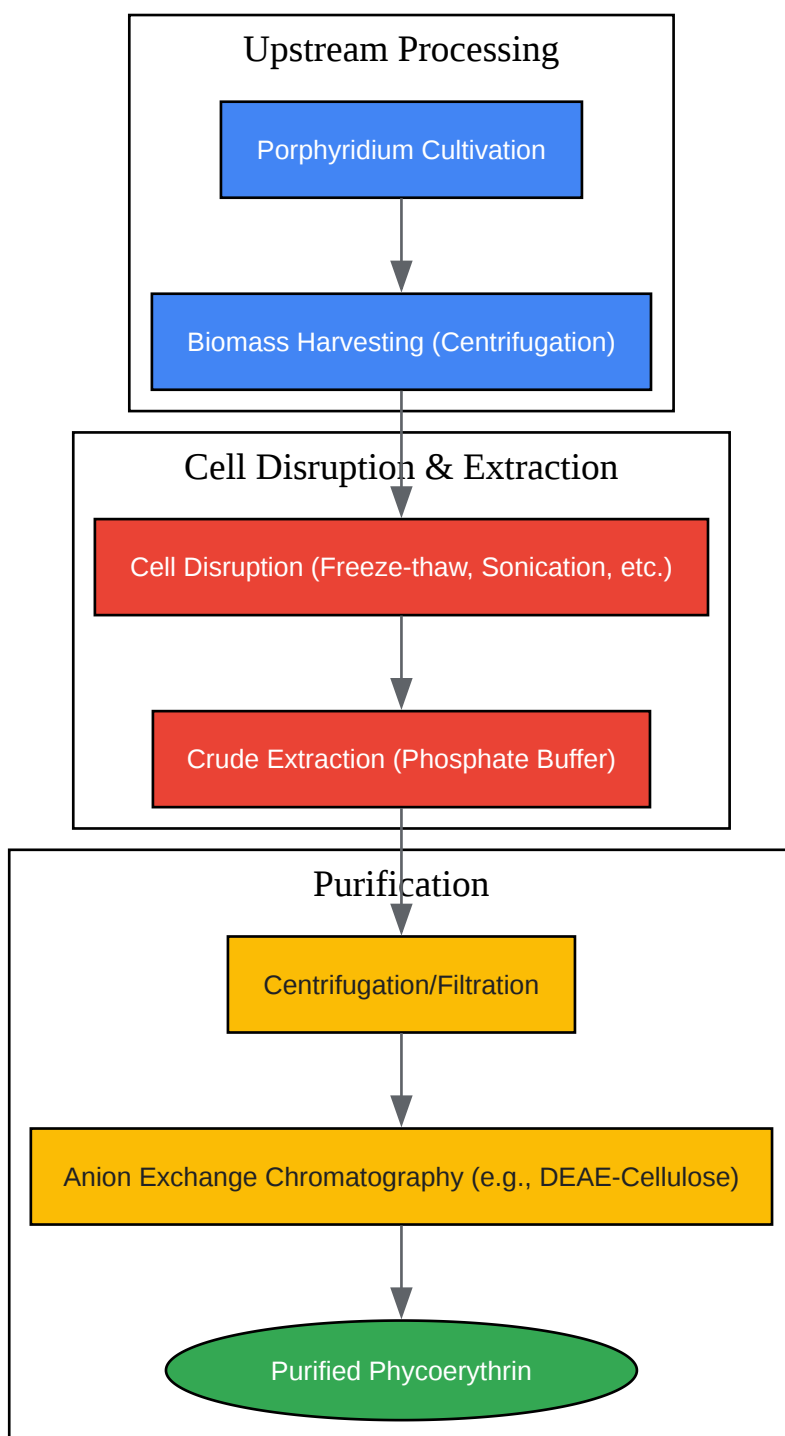 Upstream Processing
Porphyridium Cultivation
Biomass Harvesting (Centrifugation)
Cell Disruption & Extraction
Cell Disruption (Freeze-thaw, Sonication, etc.)
Crude Extraction (Phosphate Buffer)
Purification
Centrifugation/Filtration
Anion Exchange Chromatography (e.g., DEAE-Cellulose)
Purified Phycoerythrin